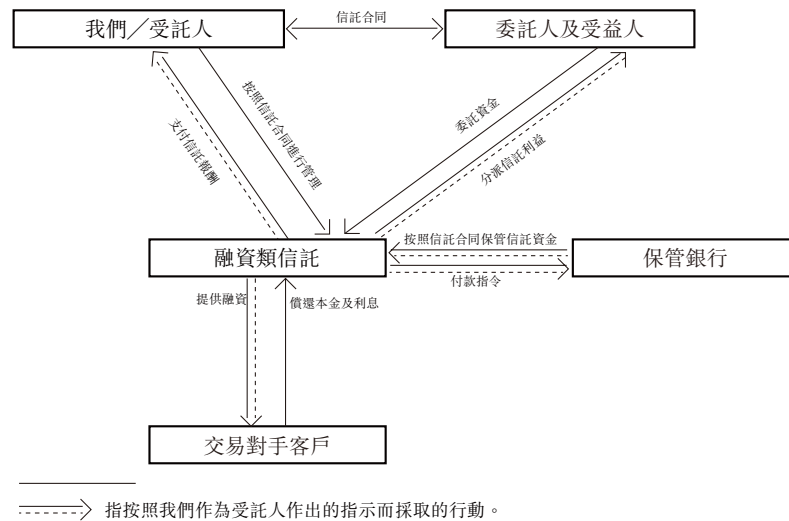 信託合同
我們／受託人
委託人及受益人
按照信託合同進行管理
支付信託報酬
委託資金
分派信託利益
按照信託合同保管信託資金
融資類信託
保管銀行
付款指令
提供融資
償還本金及利息
交易對手客戶
指按照我們作為受託人作出的指示而採取的行動。